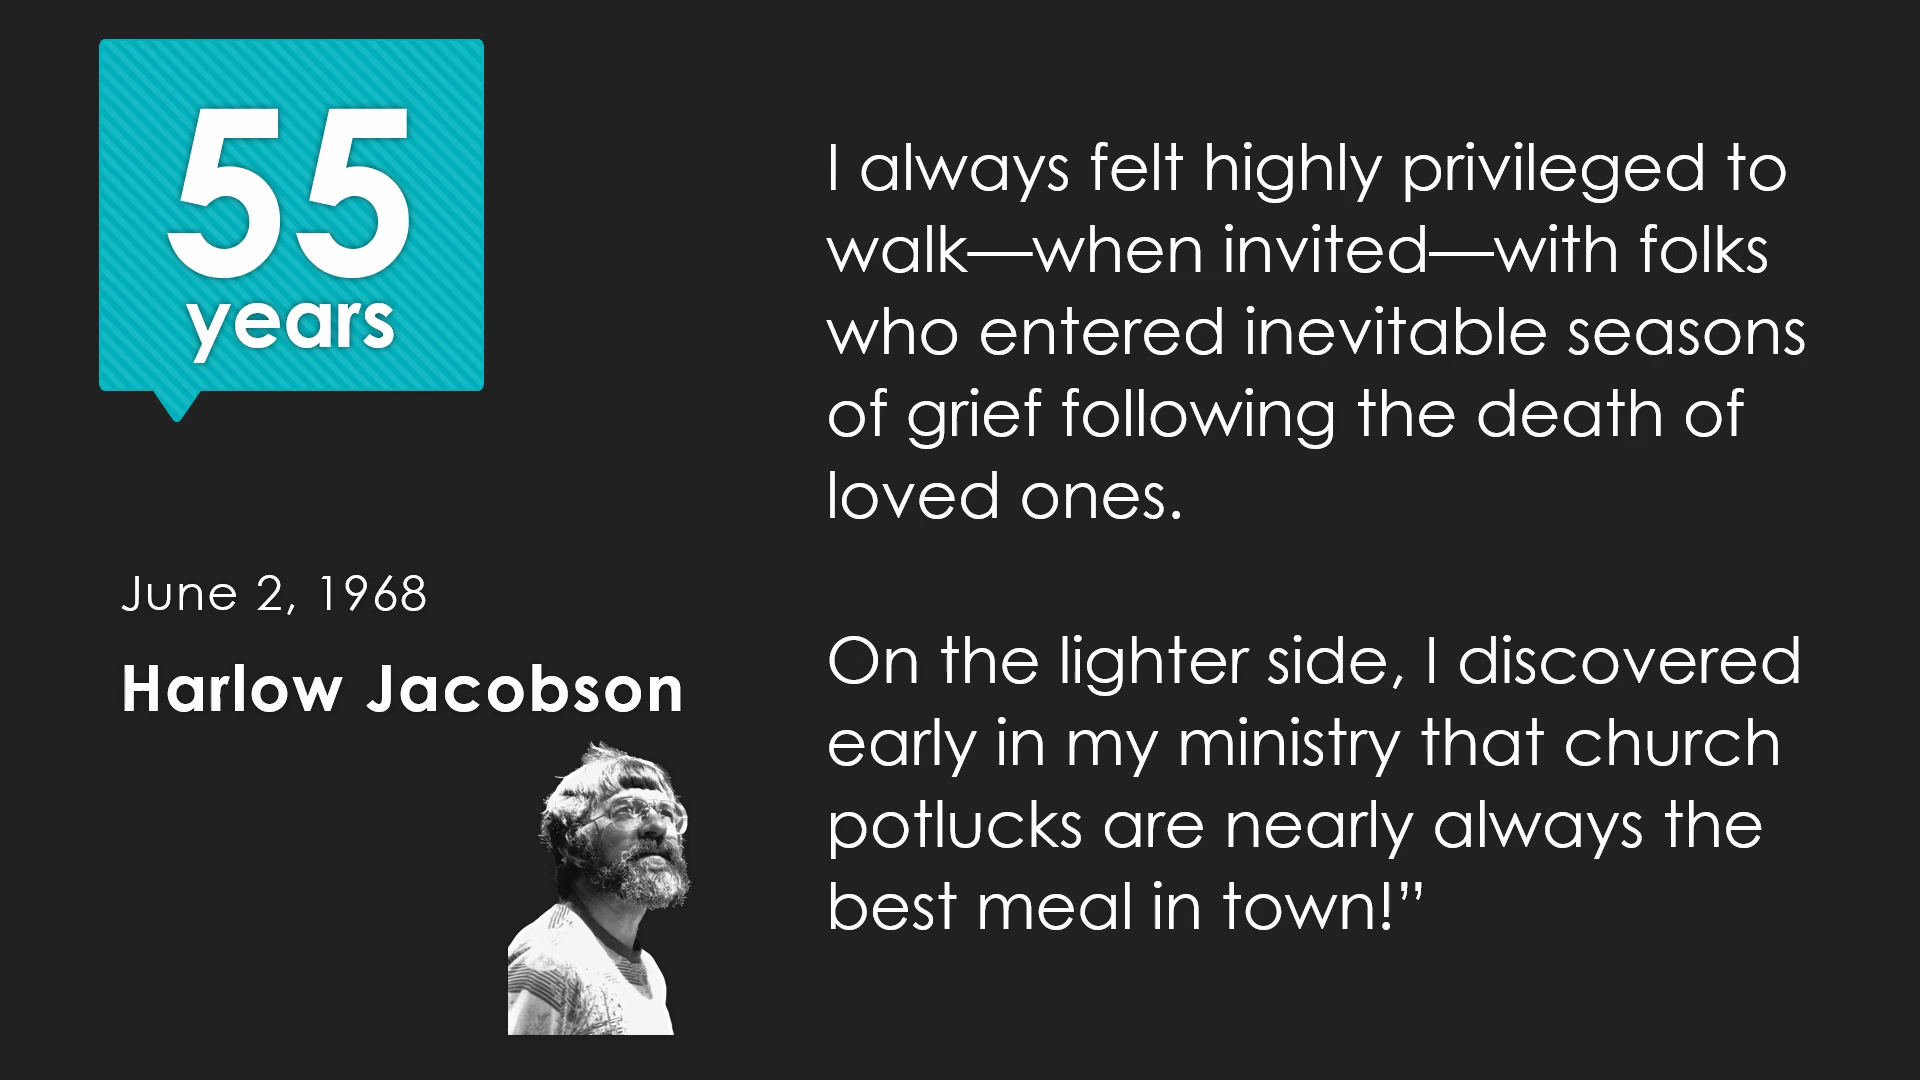 55
years
June 2, 1968
Harlow Jacobson
I always felt highly privileged to
walk—when invited—with folks
who entered inevitable seasons
of grief following the death of
loved ones.
On the lighter side, I discovered
early in my ministry that church
potlucks are nearly always the
best meal in town!”